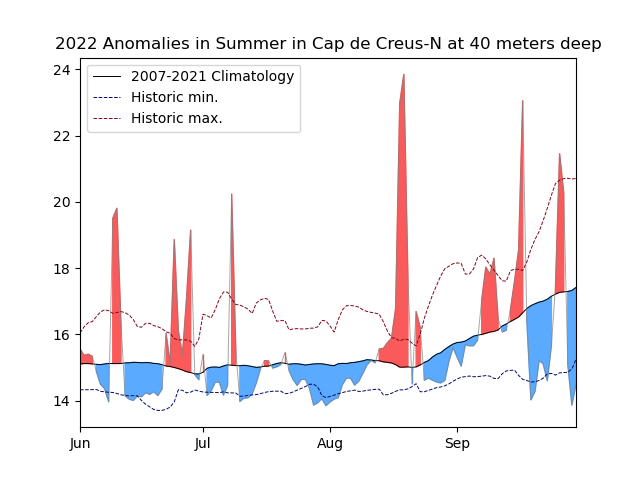 2022 Anomalies in Summer in Cap de Creus-N at 40 meters deep
2007-2021 Climatology
Historic min.
Historic max.
24
22
20
18
16
14
Jun Jul Aug Sep